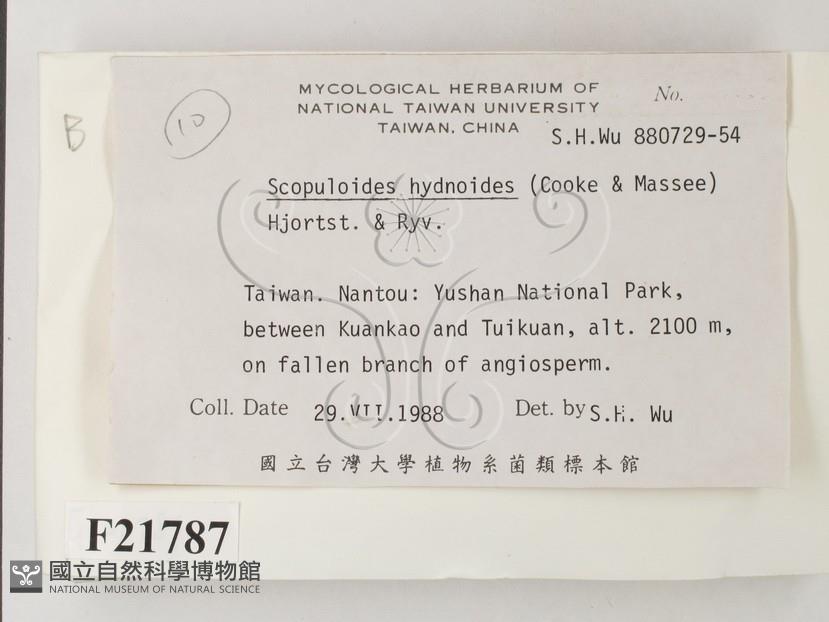 B
10
MYCOLOGICAL HERBARIUM OF
NATIONAL TAIWAN UNIVERSITY
TAIWAN, CHINA
No.
S.H.Wu 880729-54
Scopuloides hydnoides (Cooke & Massee)
Hjortst. & Ryv.
Taiwan. Nantou: Yushan National Park,
between Kuankao and Tuikuan, alt. 2100 m,
on fallen branch of angiosperm.
Coll. Date 29.VII.1988 Det. by S.H. Wu
國立台灣大學植物系菌類標本館
F21787
國立自然科學博物館
NATIONAL MUSEUM OF NATURAL SCIENCE